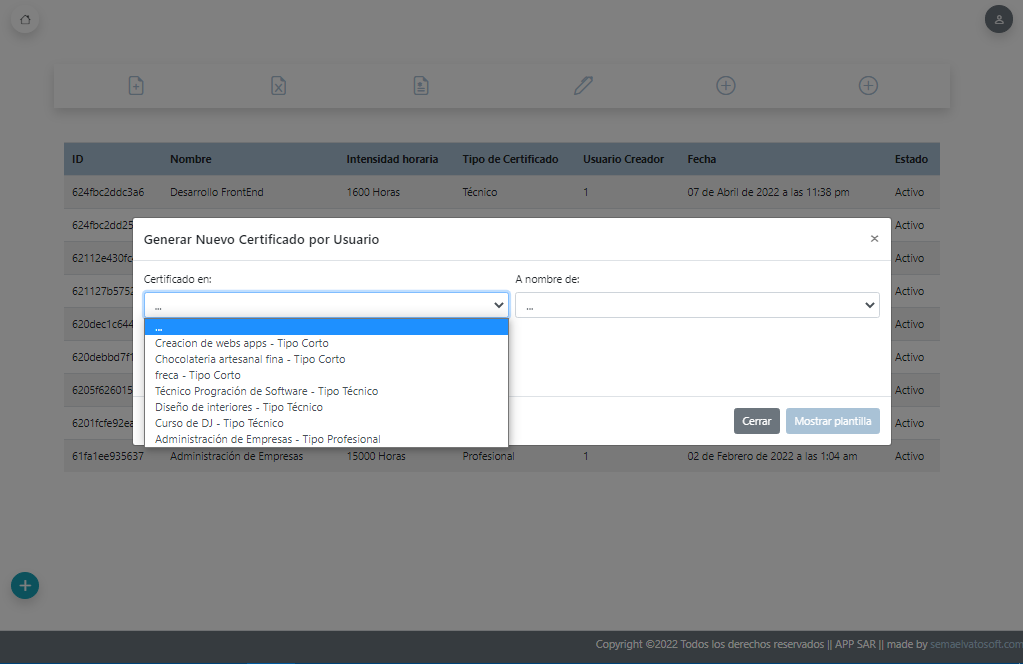 ID Nombre Intensidad horaria Tipo de Certificado Usuario Creador Fecha Estado
624fbc2ddc3a6 Desarrollo FrontEnd 1600 Horas Técnico 1 07 de Abril de 2022 a las 11:38 pm Activo
624fbc2dd25 Activo
Generar Nuevo Certificado por Usuario ×
62112e430fc Activo
Certificado en: A nombre de:
621127b5752 Activo
... ...
620dec1c644 Activo
...
Creacion de webs apps - Tipo Corto
Chocolateria artesanal fina - Tipo Corto
620debbd7f1 Activo
freca - Tipo Corto
Técnico Progración de Software - Tipo Técnico
6205f626015 Activo
Diseño de interiores - Tipo Técnico
Curso de DJ - Tipo Técnico
6201fcfe92ea Activo
Cerrar Mostrar plantilla
Administración de Empresas - Tipo Profesional
61fa1ee935637 Administración de Empresas 15000 Horas Profesional 1 02 de Febrero de 2022 a las 1:04 am Activo
Copyright ©2022 Todos los derechos reservados || APP SAR || made by semaelvatosoft.com